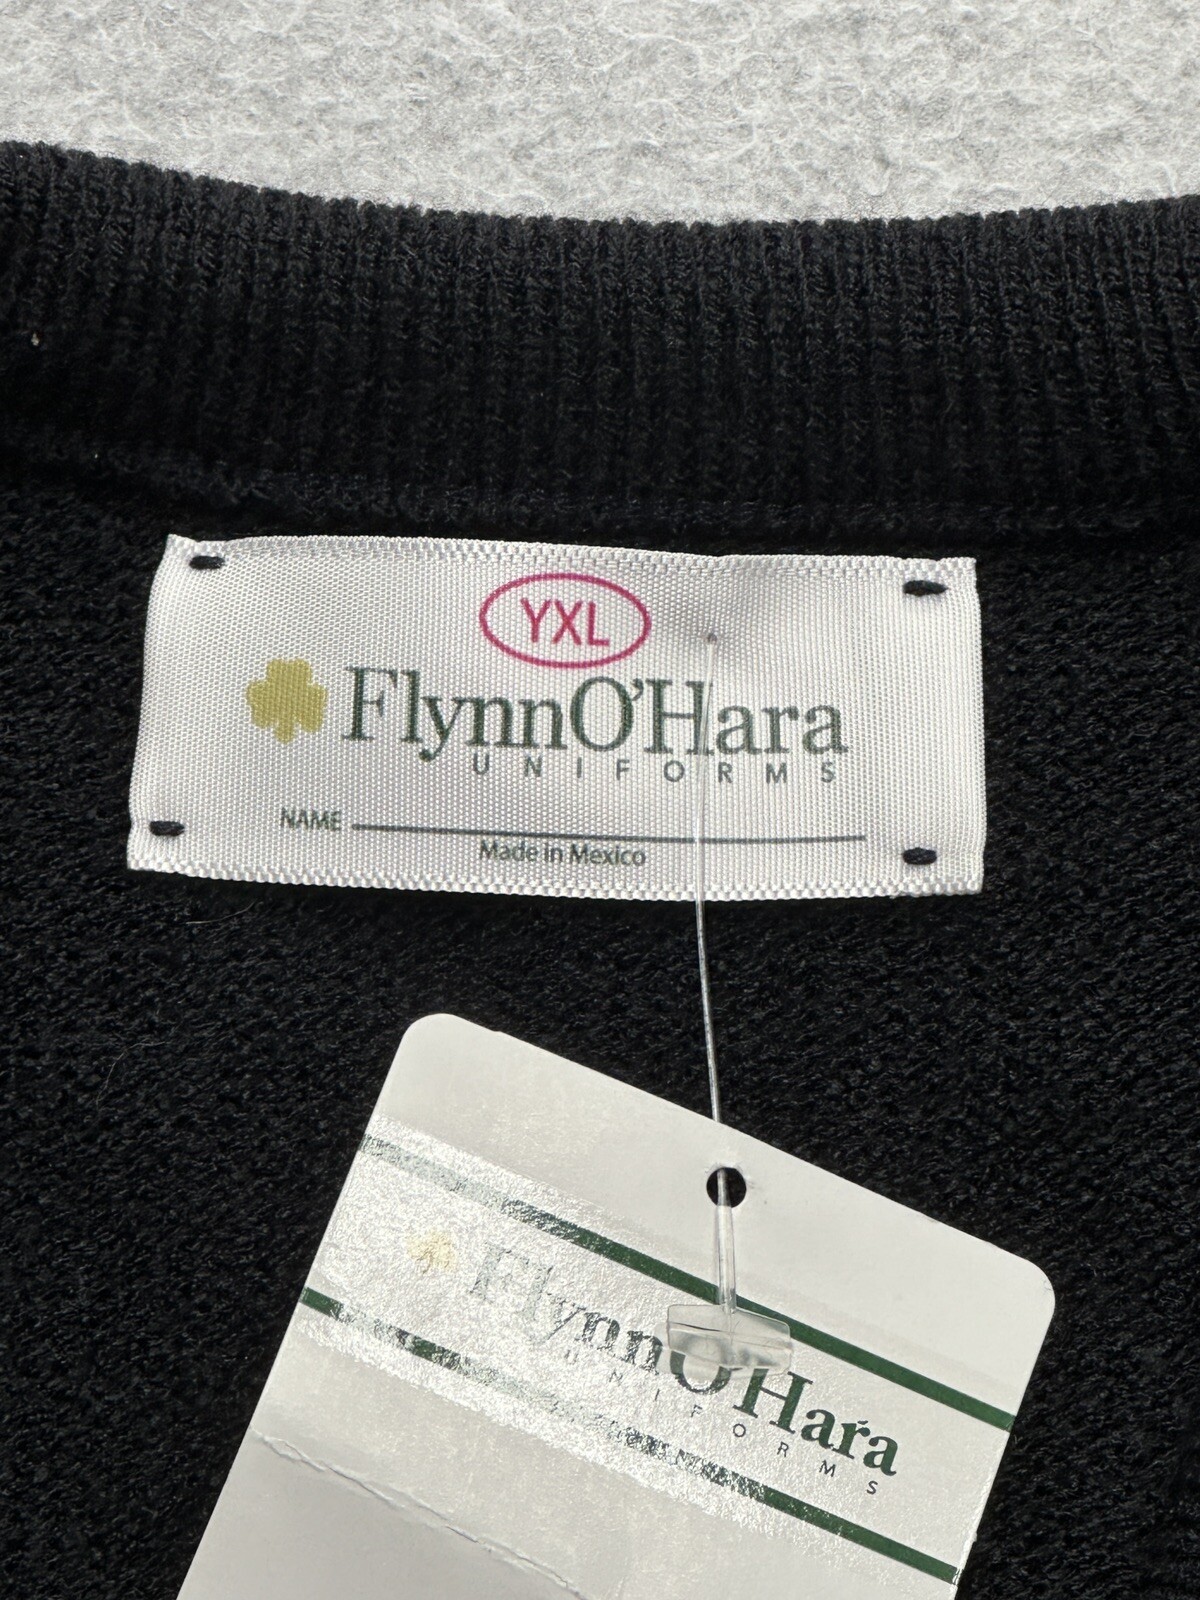 YXL
FlynnO'Hara
UNIFORMS
NAME
Made in Mexico
FlynnO'Hara
UNIFORMS